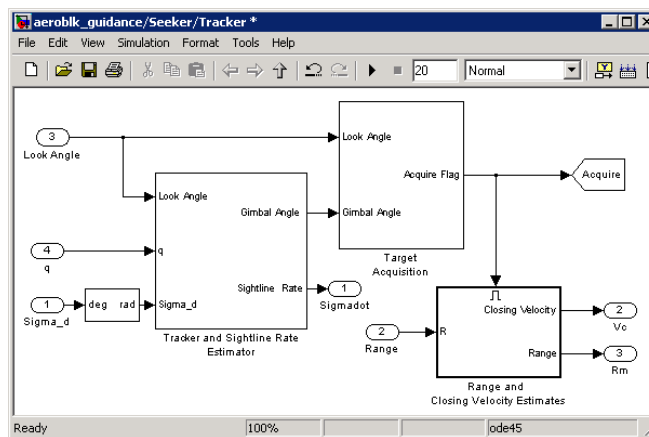 aeroblk_guidance/Seeker/Tracker *
File Edit View Simulation Format Tools Help
20 Normal
3
Look Angle
Look Angle
Acquire Flag
Gimbal Angle
Target
Acquisition
Acquire
Look Angle
Gimbal Angle
q
Sightline Rate
Sigma_d
Tracker and Sightline Rate
Estimator
4
q
1
Sigma_d
deg rad
1
Sigmadot
2
Range
Closing Velocity
R
Range
Range and
Closing Velocity Estimates
2
Vc
3
Rm
Ready 100% ode45